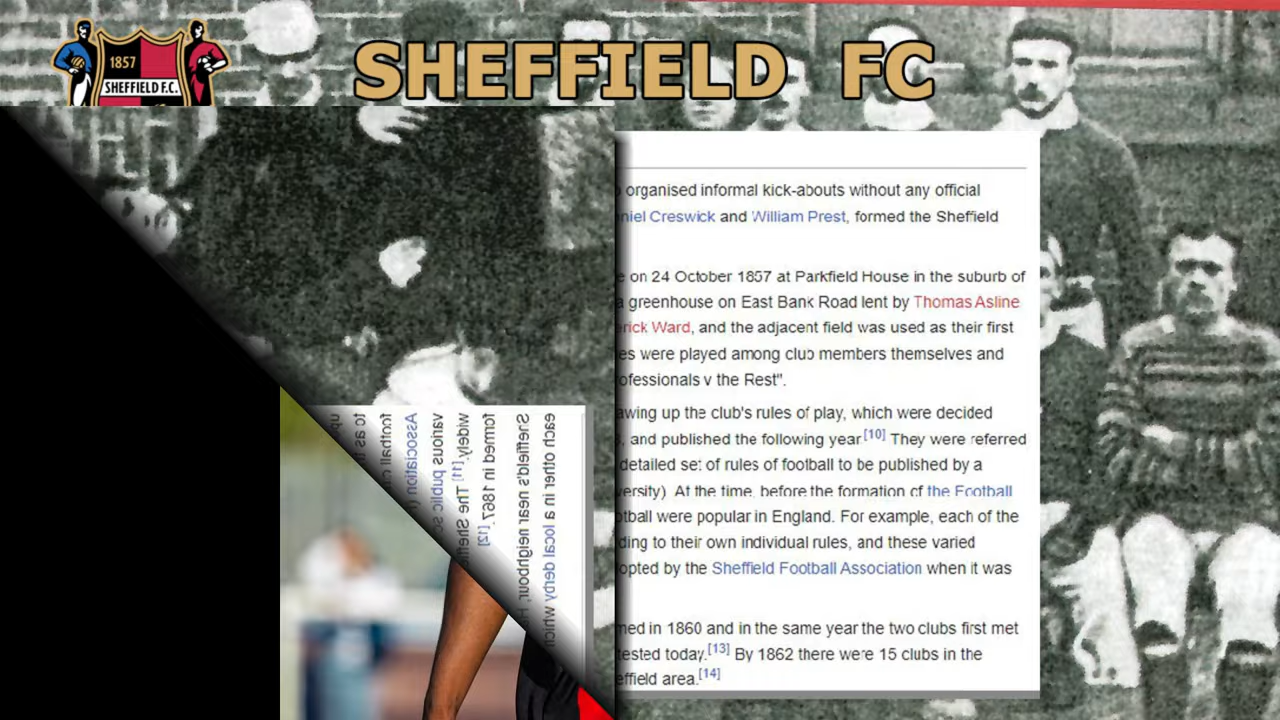 1857
SHEFFIELD F.C.
SHEFFIELD FC
organised informal kick-abouts without any official
niel Creswick and William Prest, formed the Sheffield
on 24 October 1857 at Parkfield House in the suburb of
a greenhouse on East Bank Road lent by Thomas Asline
rick Ward, and the adjacent field was used as their first
es were played among club members themselves and
ofessionals v the Rest".
awing up the club's rules of play, which were decided
, and published the following year[10] They were referred
detailed set of rules of football to be published by a
versity). At the time, before the formation of the Football
otball were popular in England. For example, each of the
ding to their own individual rules, and these varied
lopted by the Sheffield Football Association when it was
med in 1860 and in the same year the two clubs first met
tested today.[13] By 1862 there were 15 clubs in the
effield area.[14]
up
to as t
football c
Association (
various public s
widely.[11] The Sheffi
formed in 1867.[12]
Sheffield's near neighbour, H
each other in a local derby which